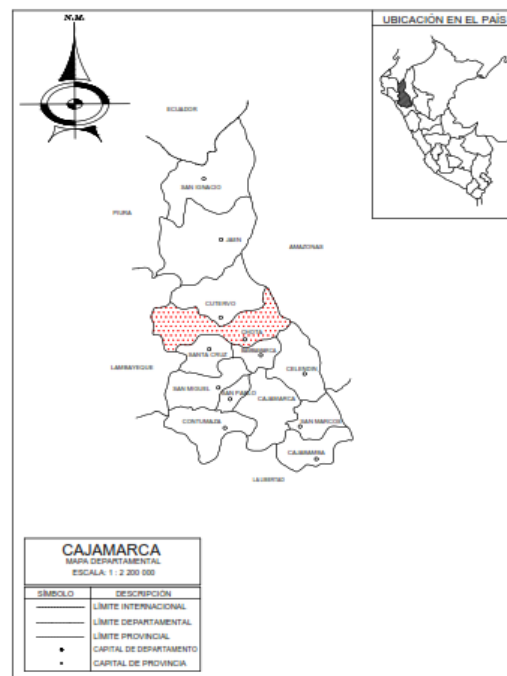 N.M.
UBICACIÓN EN EL PAÍS
ECUADOR
SAN IGNACIO
PIURA
JAEN
AMAZONAS
CUTERVO
CHOTA
SANTA CRUZ
LAMBAYEQUE
CELENDIN
SAN MIGUEL
SAN PABLO
CAJAMARCA
CONTUMAZA
SAN MARCOS
CAJABAMBA
LA LIBERTAD
CAJAMARCA
MAPA DEPARTAMENTAL
ESCALA: 1 : 2 200 000
SÍMBOLO DESCRIPCIÓN
LÍMITE INTERNACIONAL
LÍMITE DEPARTAMENTAL
LÍMITE PROVINCIAL
CAPITAL DE DEPARTAMENTO
CAPITAL DE PROVINCIA